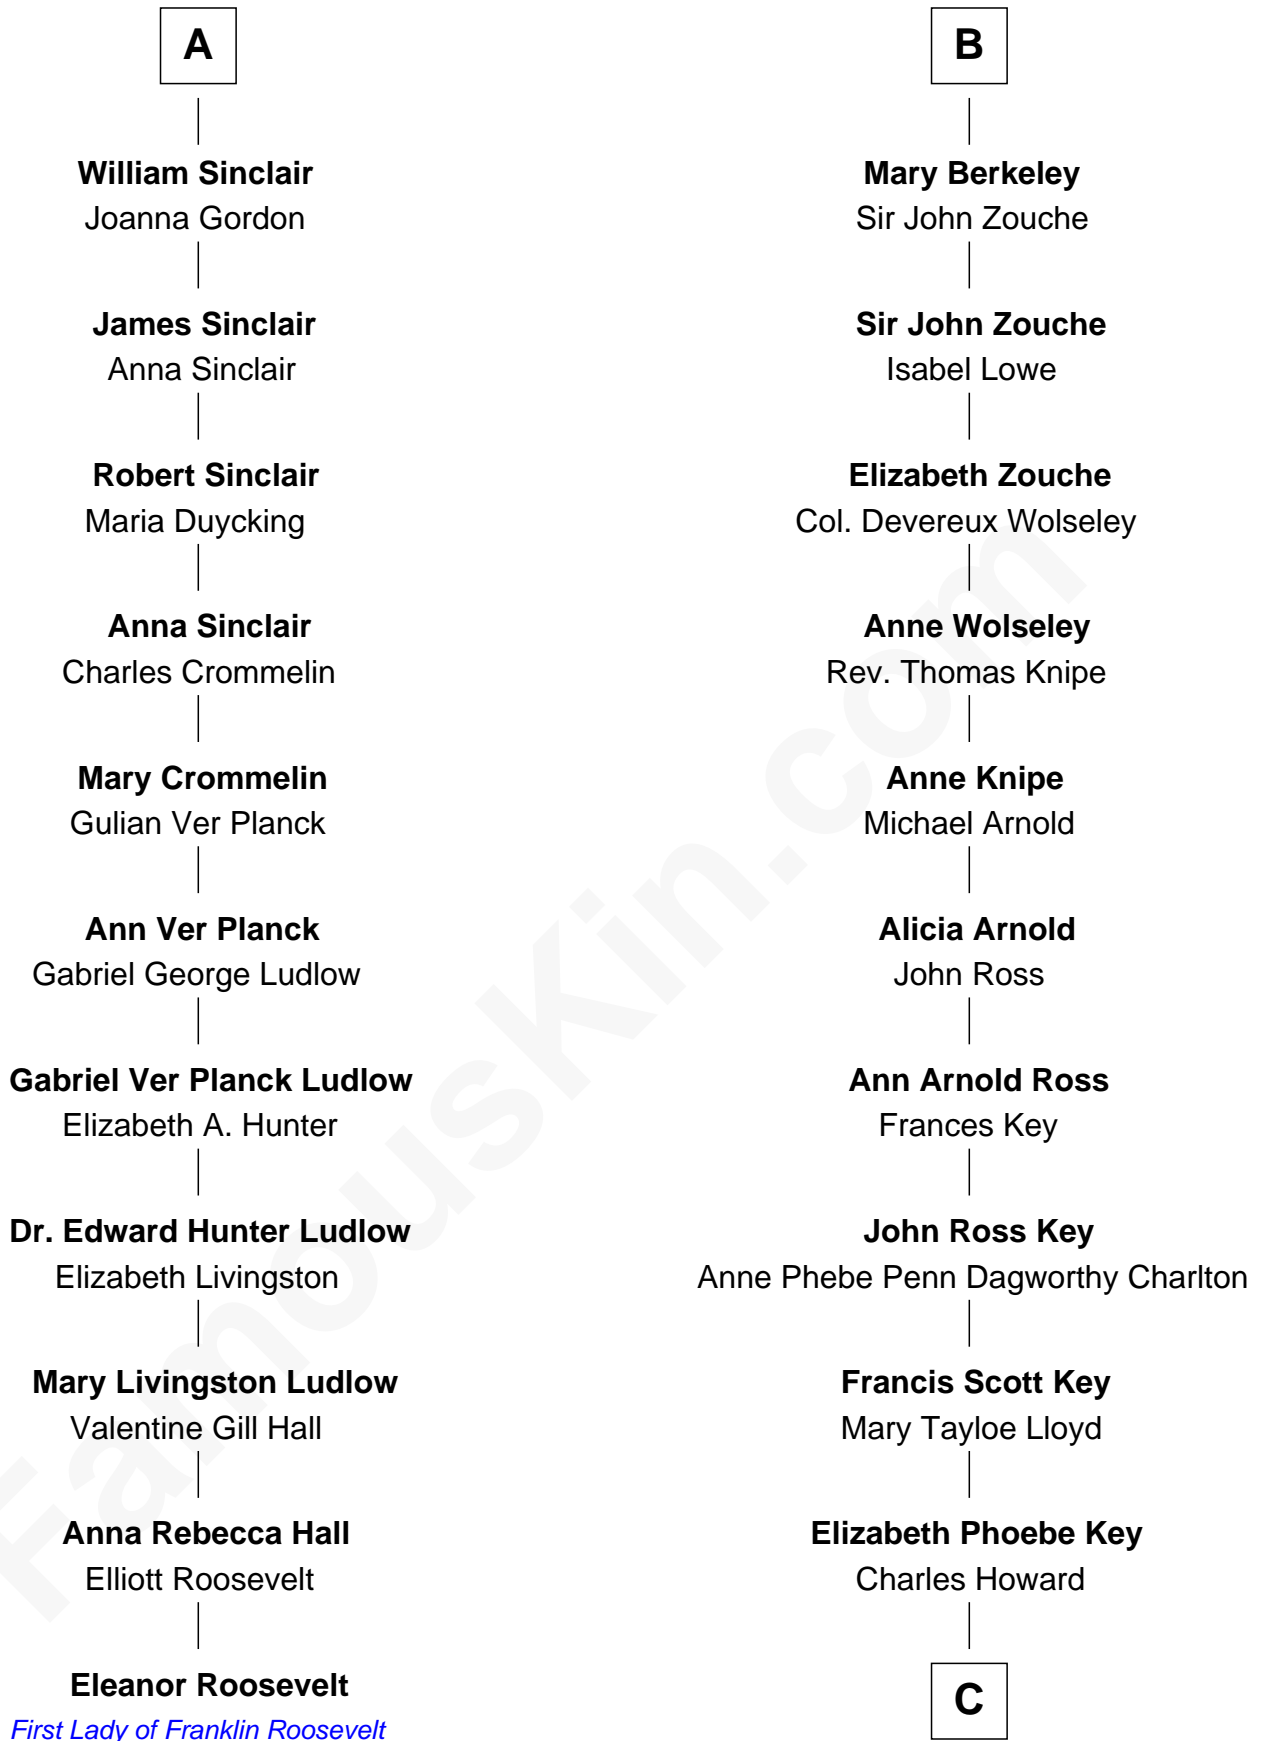 A
William Sinclair
Joanna Gordon
James Sinclair
Anna Sinclair
Robert Sinclair
Maria Duycking
Anna Sinclair
Charles Crommelin
Mary Crommelin
Gulian Ver Planck
Ann Ver Planck
Gabriel George Ludlow
Gabriel Ver Planck Ludlow
Elizabeth A. Hunter
Dr. Edward Hunter Ludlow
Elizabeth Livingston
Mary Livingston Ludlow
Valentine Gill Hall
Anna Rebecca Hall
Elliott Roosevelt
Eleanor Roosevelt
First Lady of Franklin Roosevelt
B
Mary Berkeley
Sir John Zouche
Sir John Zouche
Isabel Lowe
Elizabeth Zouche
Col. Devereux Wolseley
Anne Wolseley
Rev. Thomas Knipe
Anne Knipe
Michael Arnold
Alicia Arnold
John Ross
Ann Arnold Ross
Frances Key
John Ross Key
Anne Phebe Penn Dagworthy Charlton
Francis Scott Key
Mary Tayloe Lloyd
Elizabeth Phoebe Key
Charles Howard
C
FamousKin.com